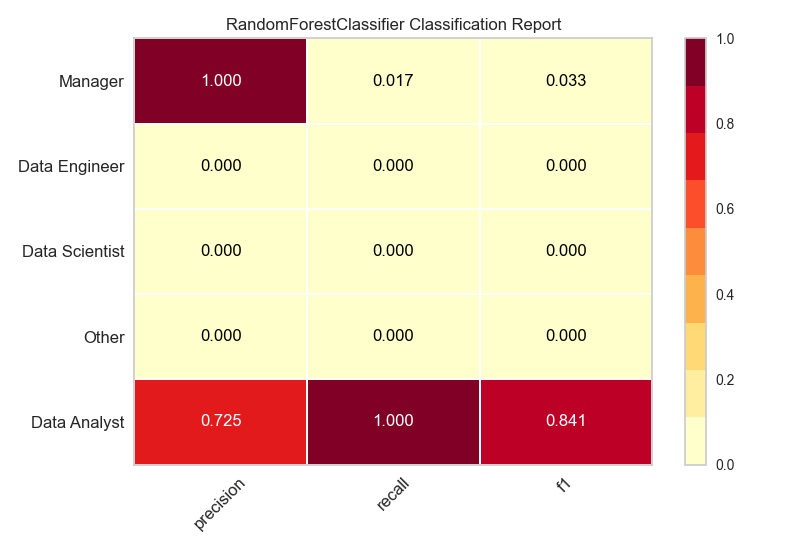 RandomForestClassifier Classification Report
Manager 1.000 0.017 0.033
Data Engineer 0.000 0.000 0.000
Data Scientist 0.000 0.000 0.000
Other 0.000 0.000 0.000
Data Analyst 0.725 1.000 0.841
precision recall f1
1.0
0.8
0.6
0.4
0.2
0.0